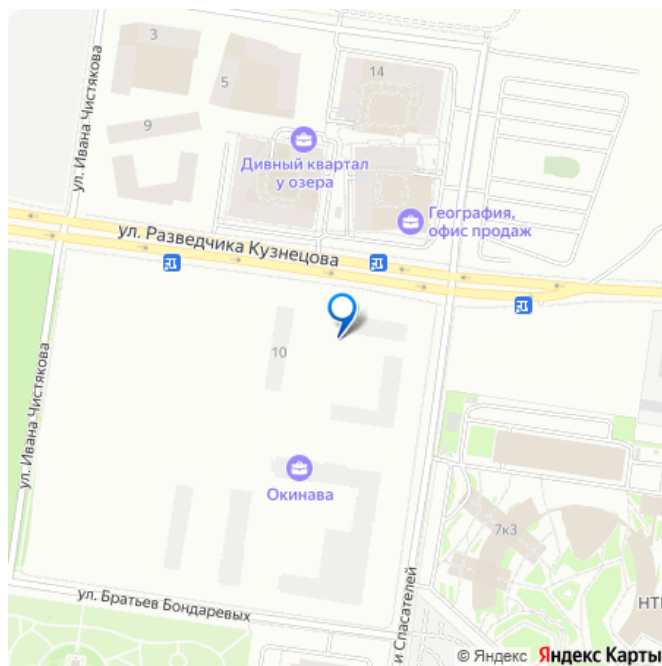 3
14
5
ул. Ивана Чистякова
9
Дивный квартал
у озера
География,
офис продаж
ул. Разведчика Кузнецова
10
ул. Ивана Чистякова
Окинава
7к3
ул. Братьев Бондаревых
и Спасателей
НТ
© Яндекс Яндекс Карты